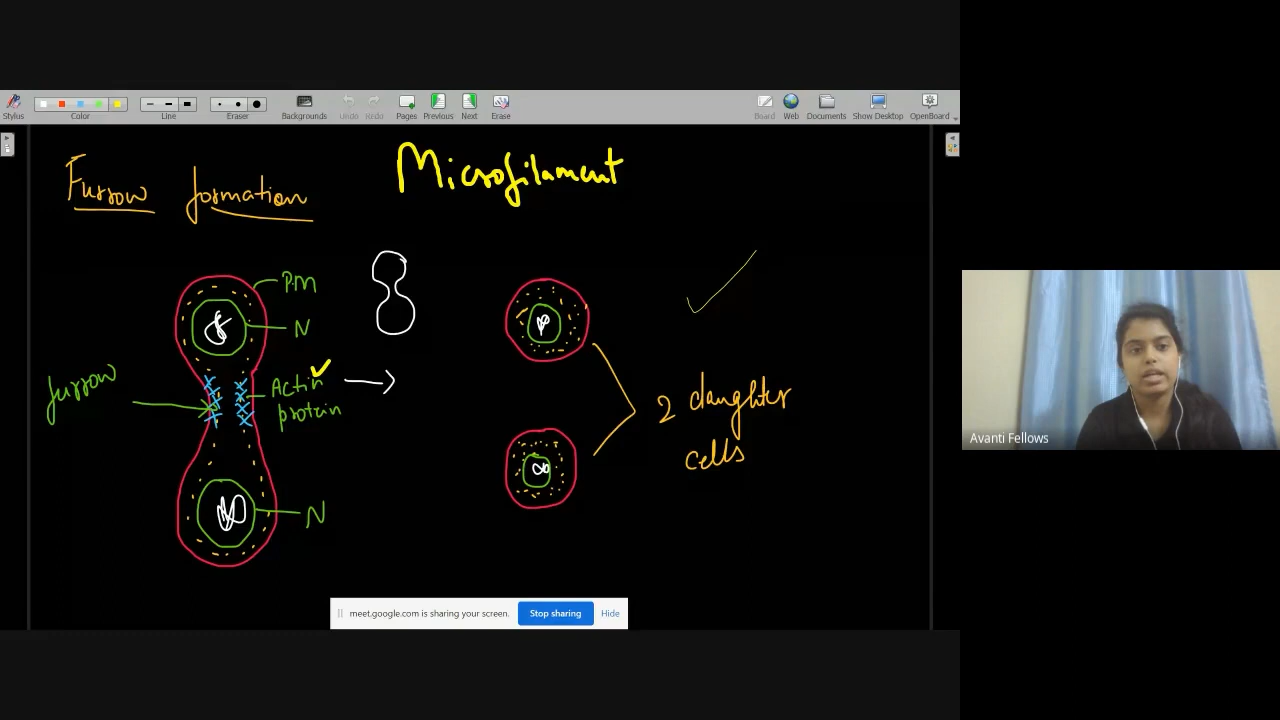 Stylus
Color
Line
Eraser
Backgrounds
Undo
Redo
Pages
Previous
Next
Erase
Board
Web
Documents
Show Desktop
OpenBoard
Microfilament
Furrow formation
P.M
N
furrow
Actin
protein
N
2 daughter
cells
Avanti Fellows
meet.google.com is sharing your screen.
Stop sharing
Hide